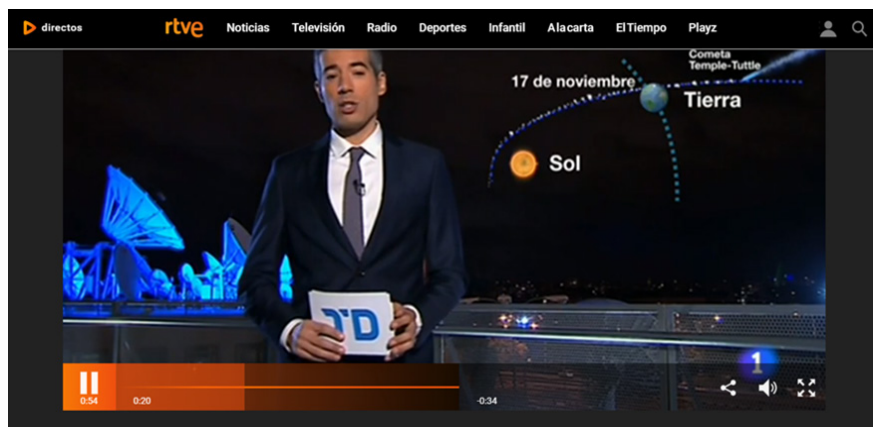 directos
rtve Noticias Televisión Radio Deportes Infantil A la carta El Tiempo Playz
Cometa
Temple-Tuttle
17 de noviembre
Tierra
Sol
TD
1
0:54 0:20 -0:34